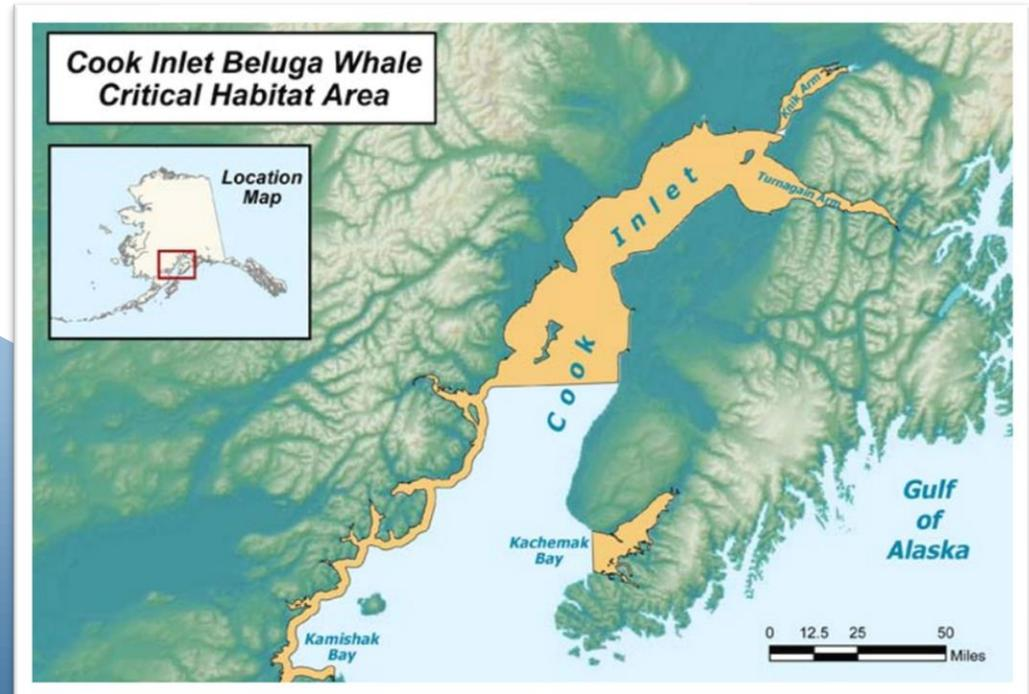 Cook Inlet Beluga Whale
Critical Habitat Area
Location
Map
Knik Arm
Turnagain Arm
Cook Inlet
Kachemak
Bay
Kamishak
Bay
Gulf
of
Alaska
0 12.5 25 50
Miles